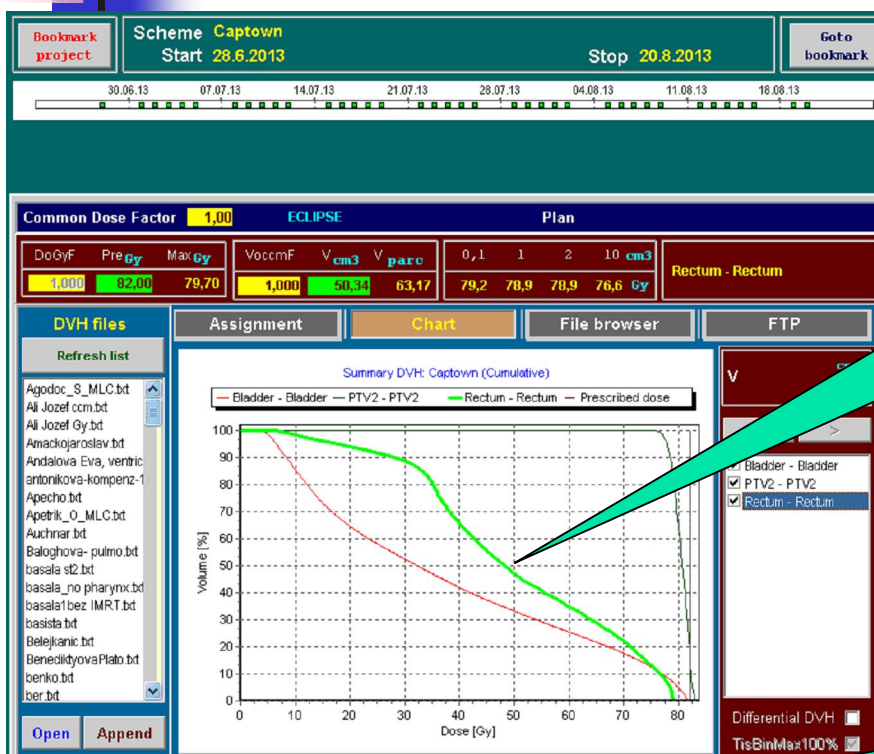 Bookmark project
Scheme Captown
Start 28.6.2013 Stop 20.8.2013
Goto bookmark
30.06.13 07.07.13 14.07.13 21.07.13 28.07.13 04.08.13 11.08.13 18.08.13
Common Dose Factor 1,00 ECLIPSE Plan
DoGyF Pre Gy Max Gy VoccmF V cm3 V parc 0,1 1 2 10 cm3
1,000 82,00 79,70 1,000 50,34 63,17 79,2 78,9 78,9 76,6 Gy
Rectum - Rectum
DVH files
Refresh list
Agodoc_S_MLC.txt
Ali Jozef ccm.txt
Ali Jozef Gy.txt
Amackojaroslav.txt
Andalova Eva, ventric
antonikova-kompenz-1
Apecho.txt
Apetrik_O_MLC.txt
Auchnar.txt
Baloghova- pulmo.txt
basala st2.txt
basala_no pharynx.txt
basala1bez IMRT.txt
basista.txt
Belejkanic.txt
BenediktyovaPlato.txt
benko.txt
ber.txt
Open Append
Assignment Chart File browser FTP
Summary DVH: Captown (Cumulative)
Bladder - Bladder PTV2 - PTV2 Rectum - Rectum Prescribed dose
100
90
80
70
60
50
40
30
20
10
0
Volume [%]
0 10 20 30 40 50 60 70 80
Dose [Gy]
V
>
Bladder - Bladder
PTV2 - PTV2
Rectum - Rectum
Differential DVH
TisBinMax100%